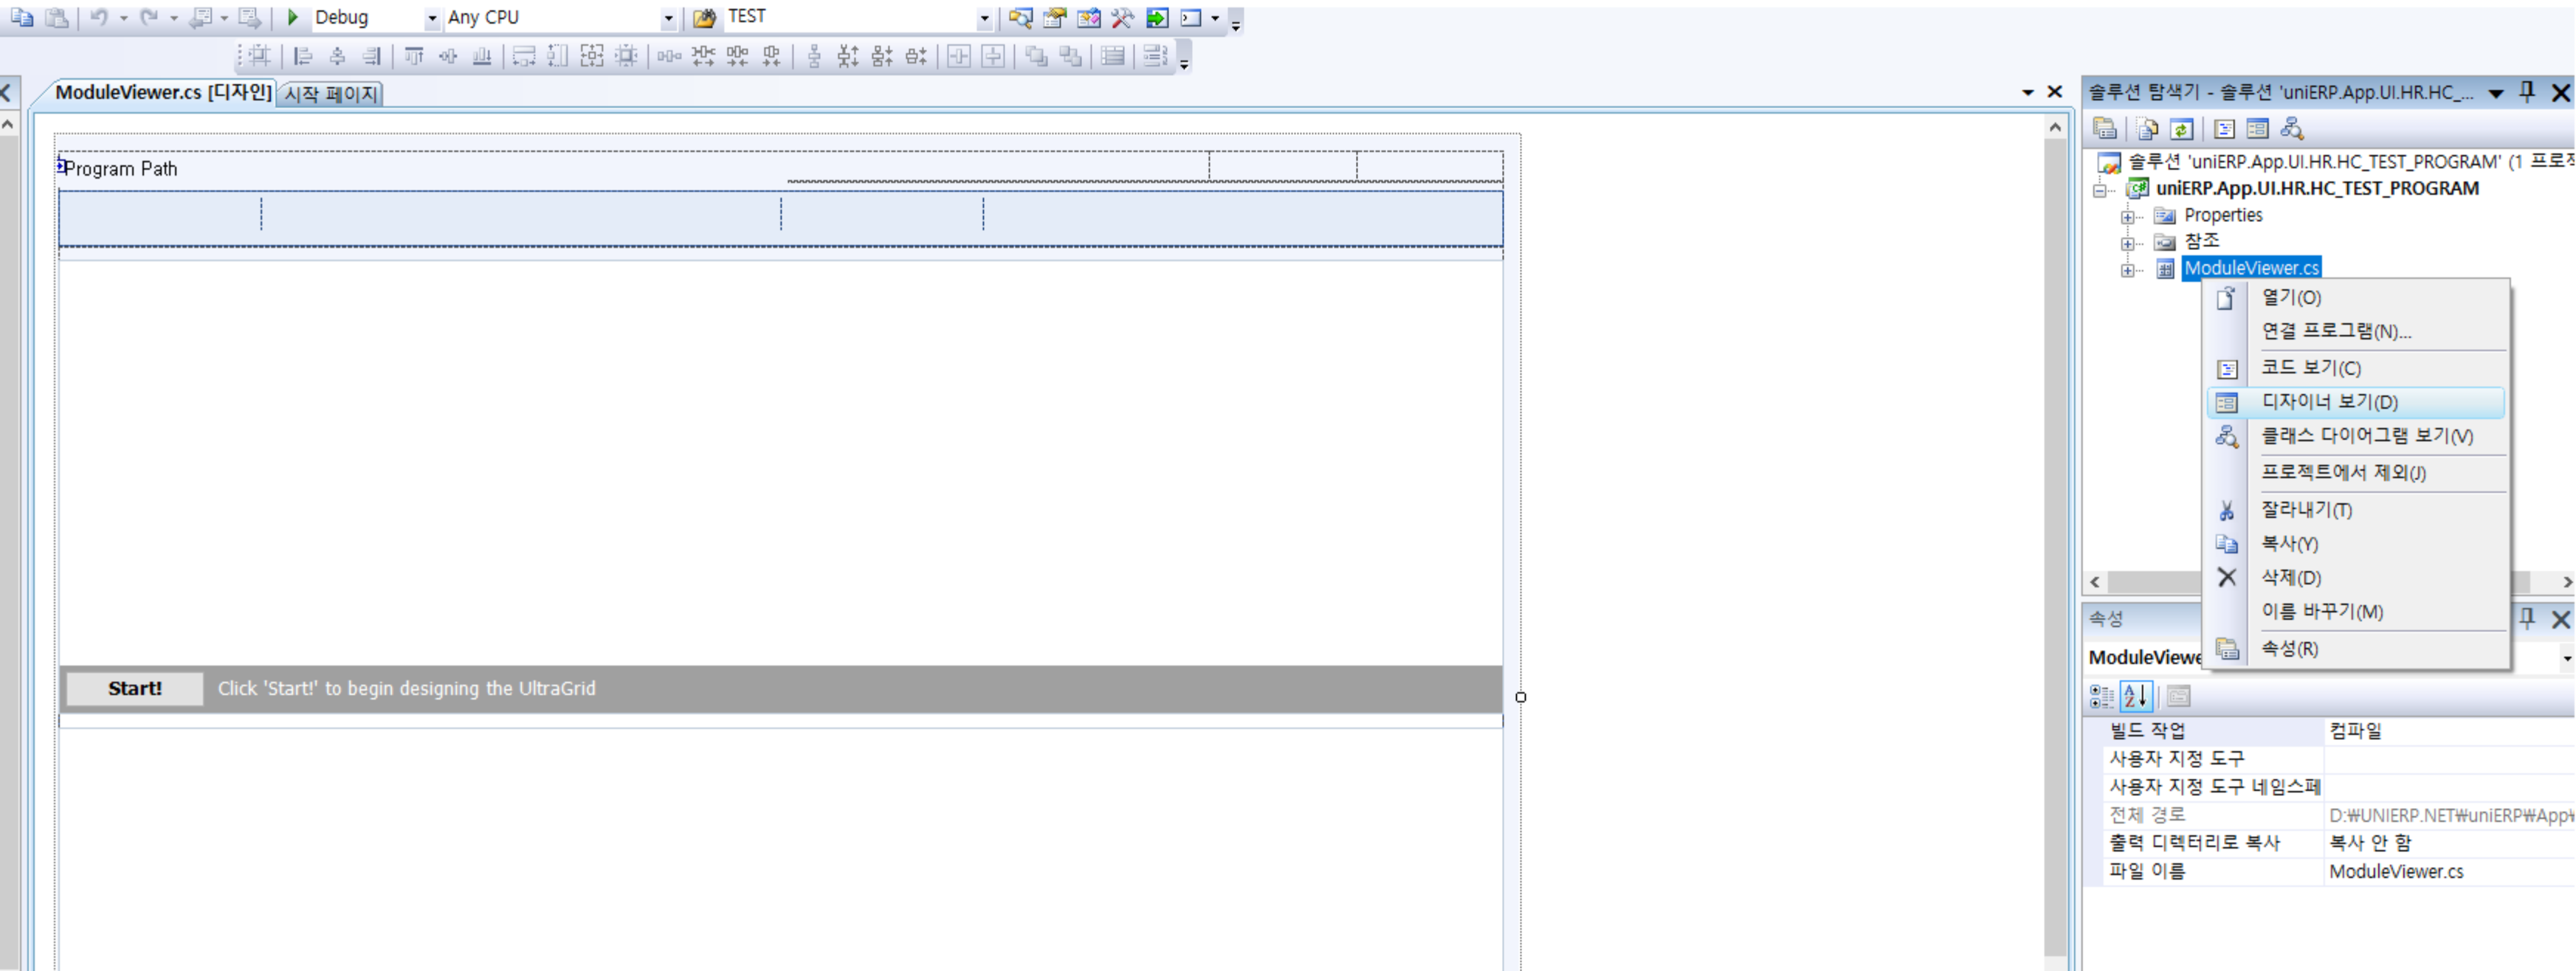 Debug
Any CPU
TEST
ModuleViewer.cs [디자인]
시작 페이지
Program Path
Start!
Click 'Start!' to begin designing the UltraGrid
솔루션 탐색기 - 솔루션 'uniERP.App.UI.HR.HC_...
솔루션 'uniERP.App.UI.HR.HC_TEST_PROGRAM' (1 프로젝
uniERP.App.UI.HR.HC_TEST_PROGRAM
Properties
참조
ModuleViewer.cs
열기(O)
연결 프로그램(N)...
코드 보기(C)
디자이너 보기(D)
클래스 다이어그램 보기(V)
프로젝트에서 제외(J)
잘라내기(T)
복사(Y)
삭제(D)
이름 바꾸기(M)
속성(R)
속성
ModuleViewe
빌드 작업 컴파일
사용자 지정 도구
사용자 지정 도구 네임스페
전체 경로 D:₩UNIERP.NET₩uniERP₩App₩
출력 디렉터리로 복사 복사 안 함
파일 이름 ModuleViewer.cs